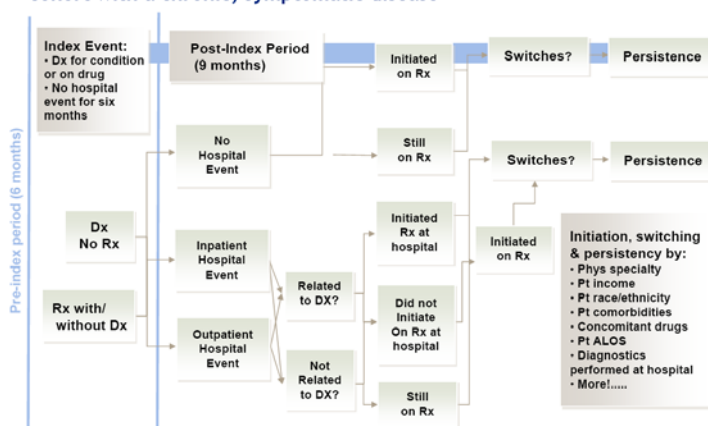 Index Event:
• Dx for condition
or on drug
• No hospital
event for six
months
Post-Index Period
(9 months)
Initiated
on Rx
Switches?
Persistence
Pre-index period (6 months)
No
Hospital
Event
Still
on Rx
Switches?
Persistence
Dx
No Rx
Inpatient
Hospital
Event
Initiated
Rx at
hospital
Initiated
on Rx
Related
to DX?
Rx with/
without Dx
Outpatient
Hospital
Event
Did not
Initiate
On Rx at
hospital
Not
Related
to DX?
Still
on Rx
Initiation, switching
& persistency by:
• Phys specialty
• Pt income
• Pt race/ethnicity
• Pt comorbidities
• Concomitant drugs
• Pt ALOS
• Diagnostics
performed at hospital
• More!.....